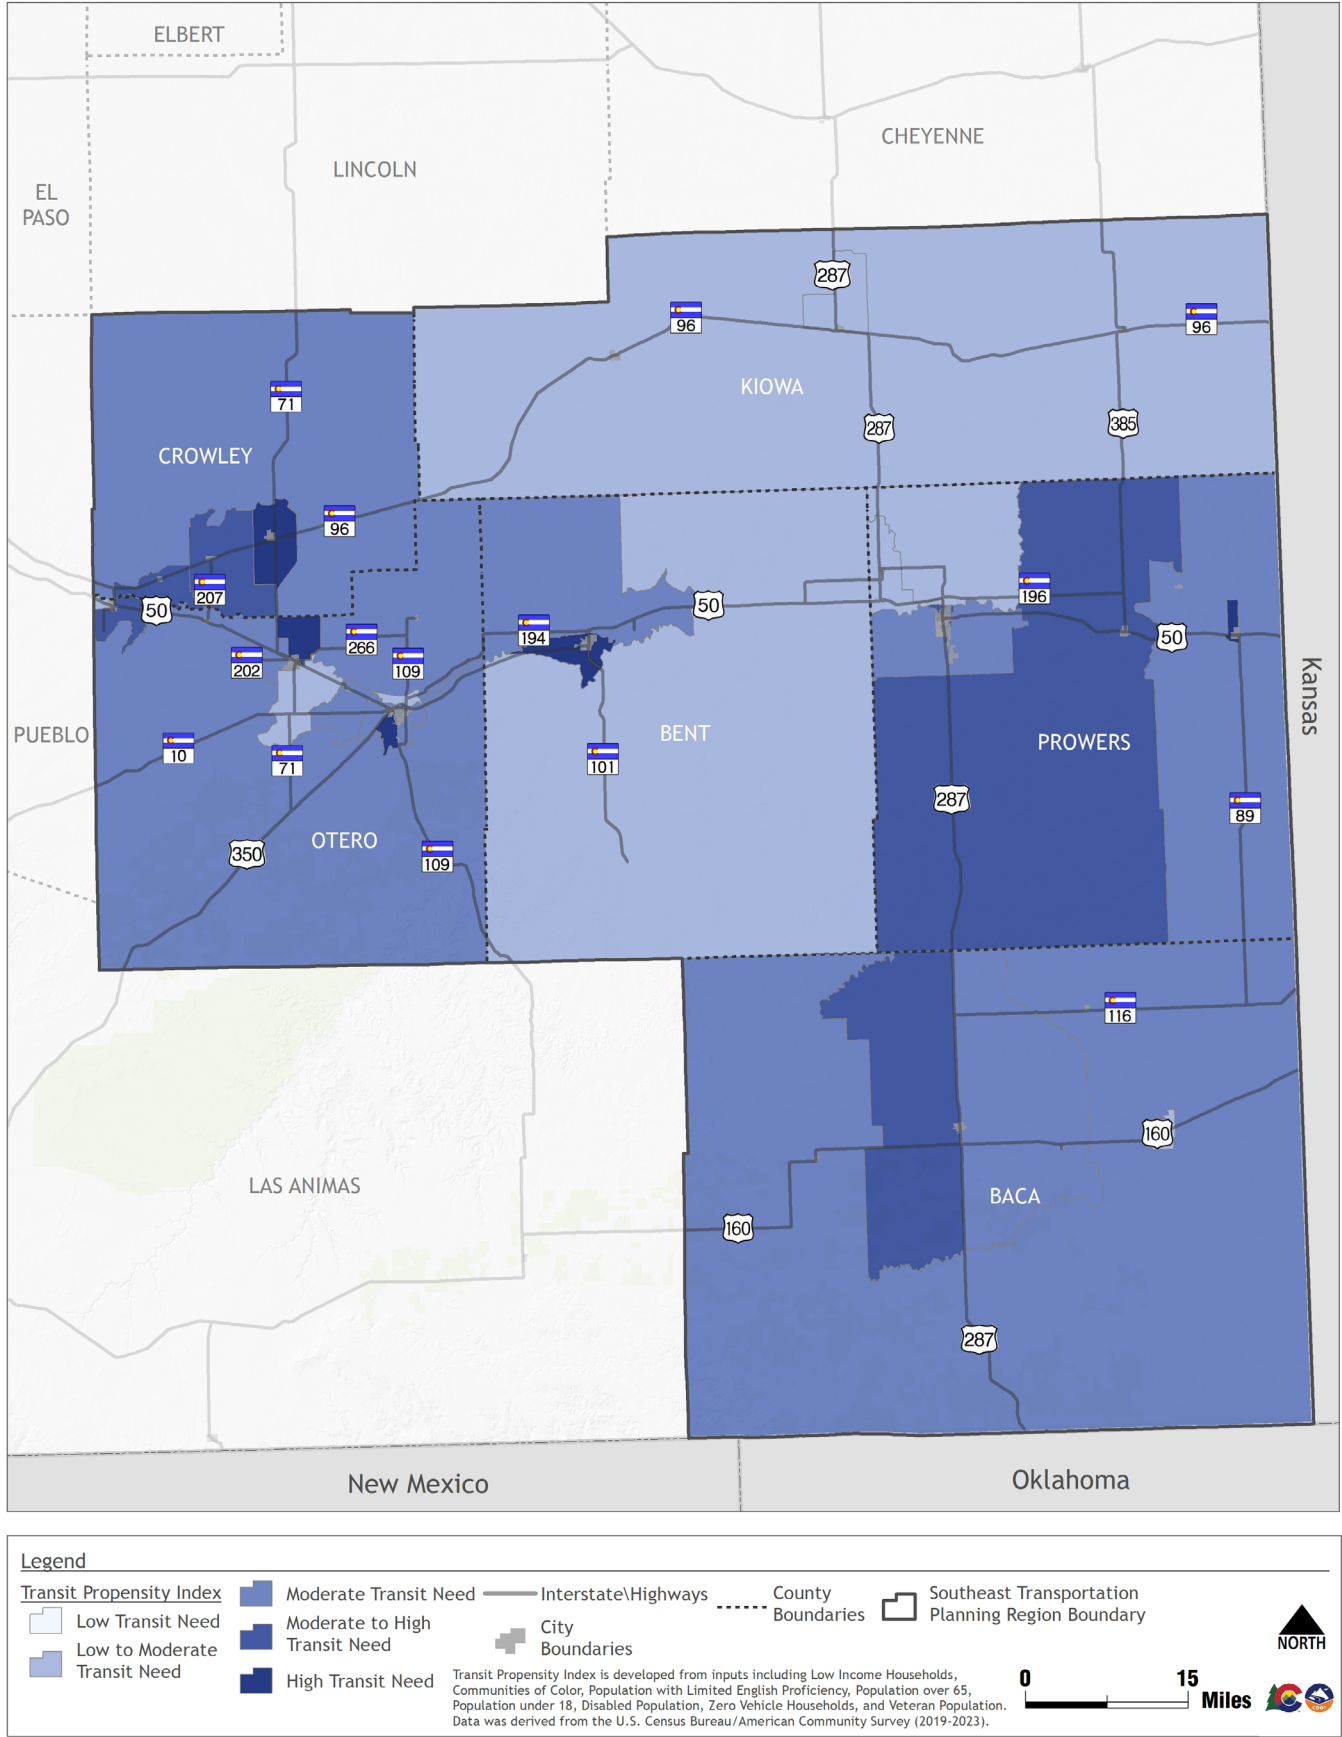 ELBERT
CHEYENNE
LINCOLN
EL
PASO
287
96
96
KIOWA
71
287
385
CROWLEY
96
207
50
196
50
194
50
266
202
109
Kansas
PUEBLO
10
71
BENT
PROWERS
101
287
89
OTERO
350
109
116
160
LAS ANIMAS
BACA
160
287
New Mexico
Oklahoma
Legend
Transit Propensity Index
Low Transit Need
Low to Moderate
Transit Need
Moderate Transit Need
Moderate to High
Transit Need
High Transit Need
Interstate\Highways
City
Boundaries
County
Boundaries
Southeast Transportation
Planning Region Boundary
Transit Propensity Index is developed from inputs including Low Income Households,
Communities of Color, Population with Limited English Proficiency, Population over 65,
Population under 18, Disabled Population, Zero Vehicle Households, and Veteran Population.
Data was derived from the U.S. Census Bureau/American Community Survey (2019-2023).
0 15 Miles
NORTH